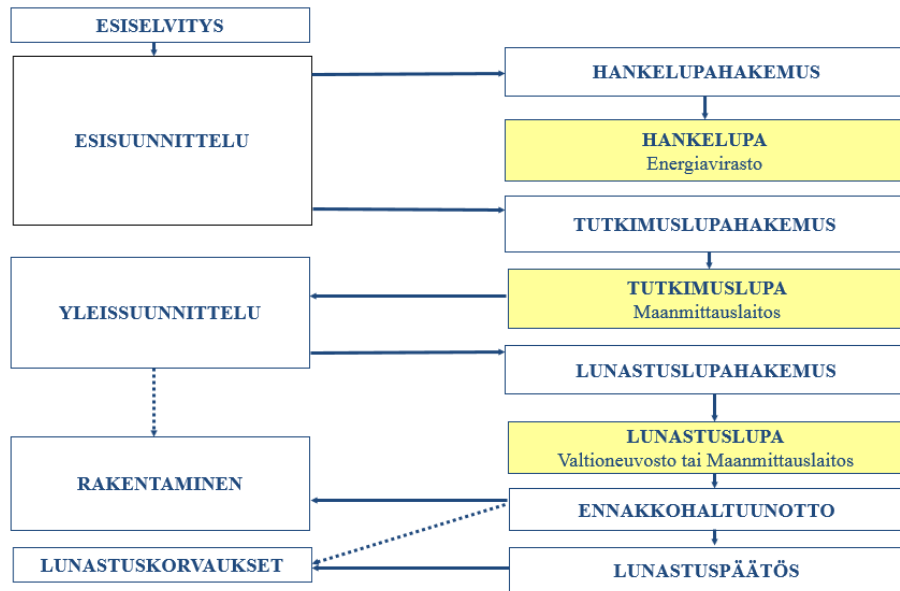 ESISELVITYS
ESISUUNNITTELU
HANKELUPAHAKEMUS
HANKELUPA
Energiavirasto
TUTKIMUSLUPAHAKEMUS
TUTKIMUSLUPA
Maanmittauslaitos
YLEISSUUNNITTELU
LUNASTUSLUPAHAKEMUS
LUNASTUSLUPA
Valtioneuvosto tai Maanmittauslaitos
RAKENTAMINEN
ENNAKKOHALTUUNOTTO
LUNASTUSKORVAUKSET
LUNASTUSPÄÄTÖS